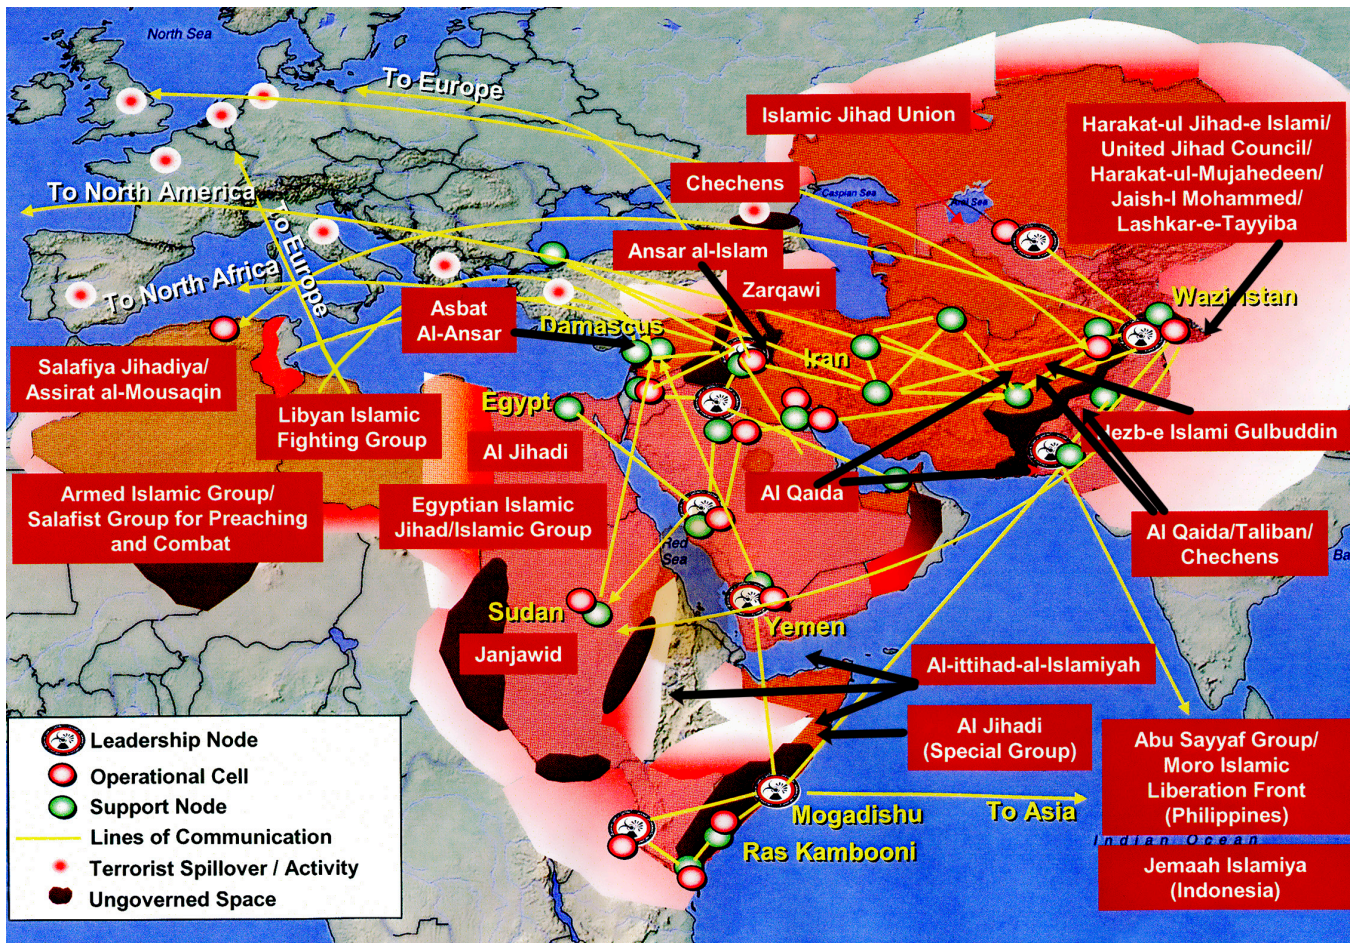 North Sea
To Europe
Islamic Jihad Union
Harakat-ul Jihad-e Islami/
United Jihad Council/
Harakat-ul-Mujahedeen/
Jaish-I Mohammed/
Lashkar-e-Tayyiba
Chechens
Caspian Sea
Aral Sea
To North America
To Europe
Ansar al-Islam
To North Africa
Zarqawi
Waziristan
Asbat
Al-Ansar
Damascus
Iran
Salafiya Jihadiya/
Assirat al-Mousaqin
Libyan Islamic
Fighting Group
Egypt
Hezb-e Islami Gulbuddin
Al Jihadi
Al Qaida
Armed Islamic Group/
Salafist Group for Preaching
and Combat
Egyptian Islamic
Jihad/Islamic Group
Al Qaida/Taliban/
Chechens
Red
Sea
Ba
Sudan
Yemen
Janjawid
Al-ittihad-al-Islamiyah
Al Jihadi
(Special Group)
Abu Sayyaf Group/
Moro Islamic
Liberation Front
(Philippines)
Mogadishu
To Asia
Ras Kambooni
Indian Ocean
Jemaah Islamiya
(Indonesia)
Leadership Node
Operational Cell
Support Node
Lines of Communication
Terrorist Spillover / Activity
Ungoverned Space